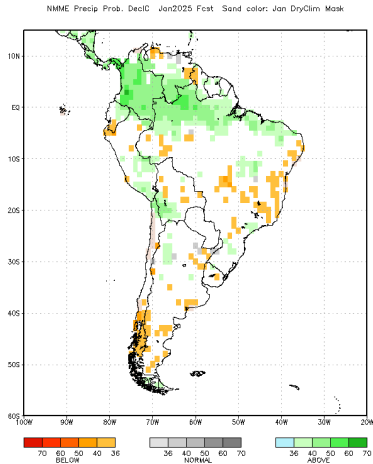 NMME Precip Prob. DecIC Jan2025 Fcst Sand color: Jan DryClim Mask
10N
EQ
10S
20S
30S
40S
50S
60S
100W 90W 80W 70W 60W 50W 40W 30W 20W
70 60 50 40 36 36 40 50 60 70 36 40 50 60 70
BELOW NORMAL ABOVE